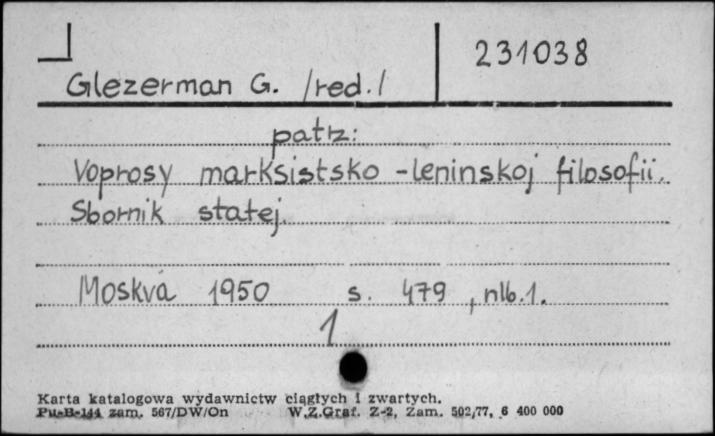 231038
Glezerman G. /red./
patrz:
Voprosy marksistsko-leninskoj filosofii.
Sbornik statej.
Moskva 1950 s. 479, nlb.1.
1
Karta katalogowa wydawnictw ciągłych i zwartych.
Pu-B-144 zam. 567/DW/On W.Z.Graf. Z-2, Zam. 502/77, 6 400 000